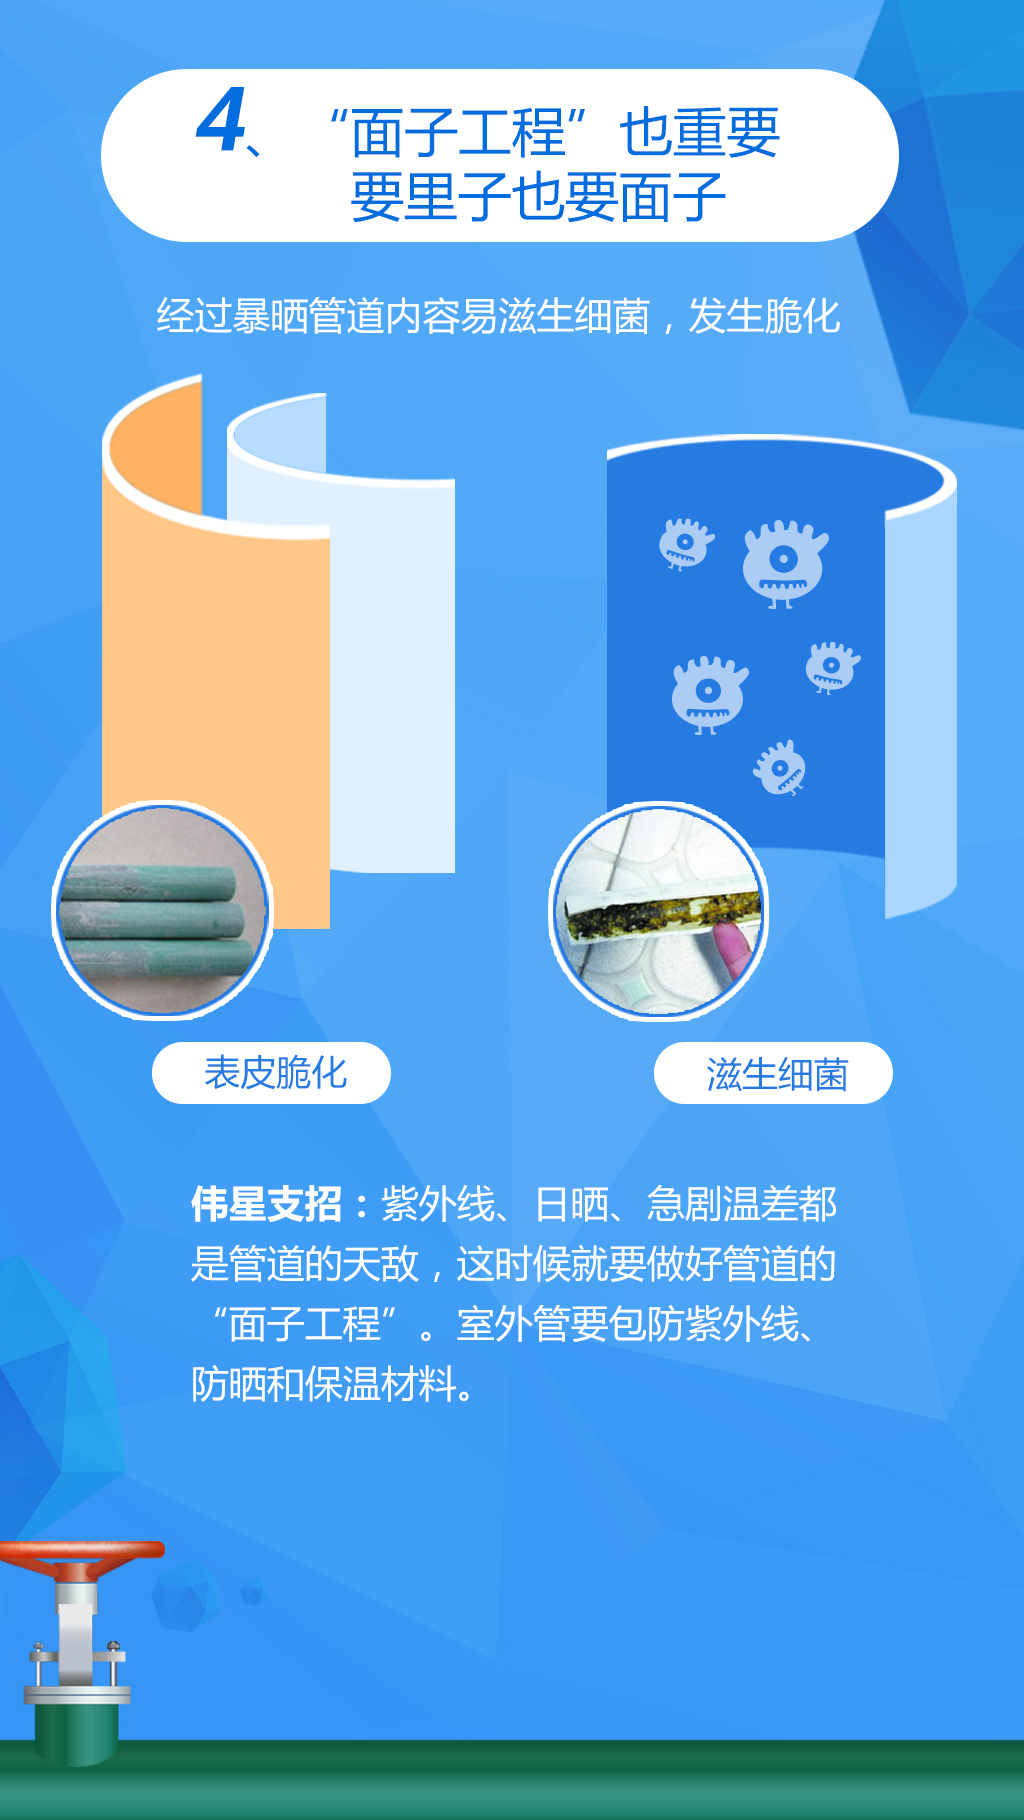 4、“面子工程”也重要
要里子也要面子
经过暴晒管道内容易滋生细菌，发生脆化
表皮脆化
滋生细菌
伟星支招：紫外线、日晒、急剧温差都
是管道的天敌，这时候就要做好管道的
“面子工程”。室外管要包防紫外线、
防晒和保温材料。